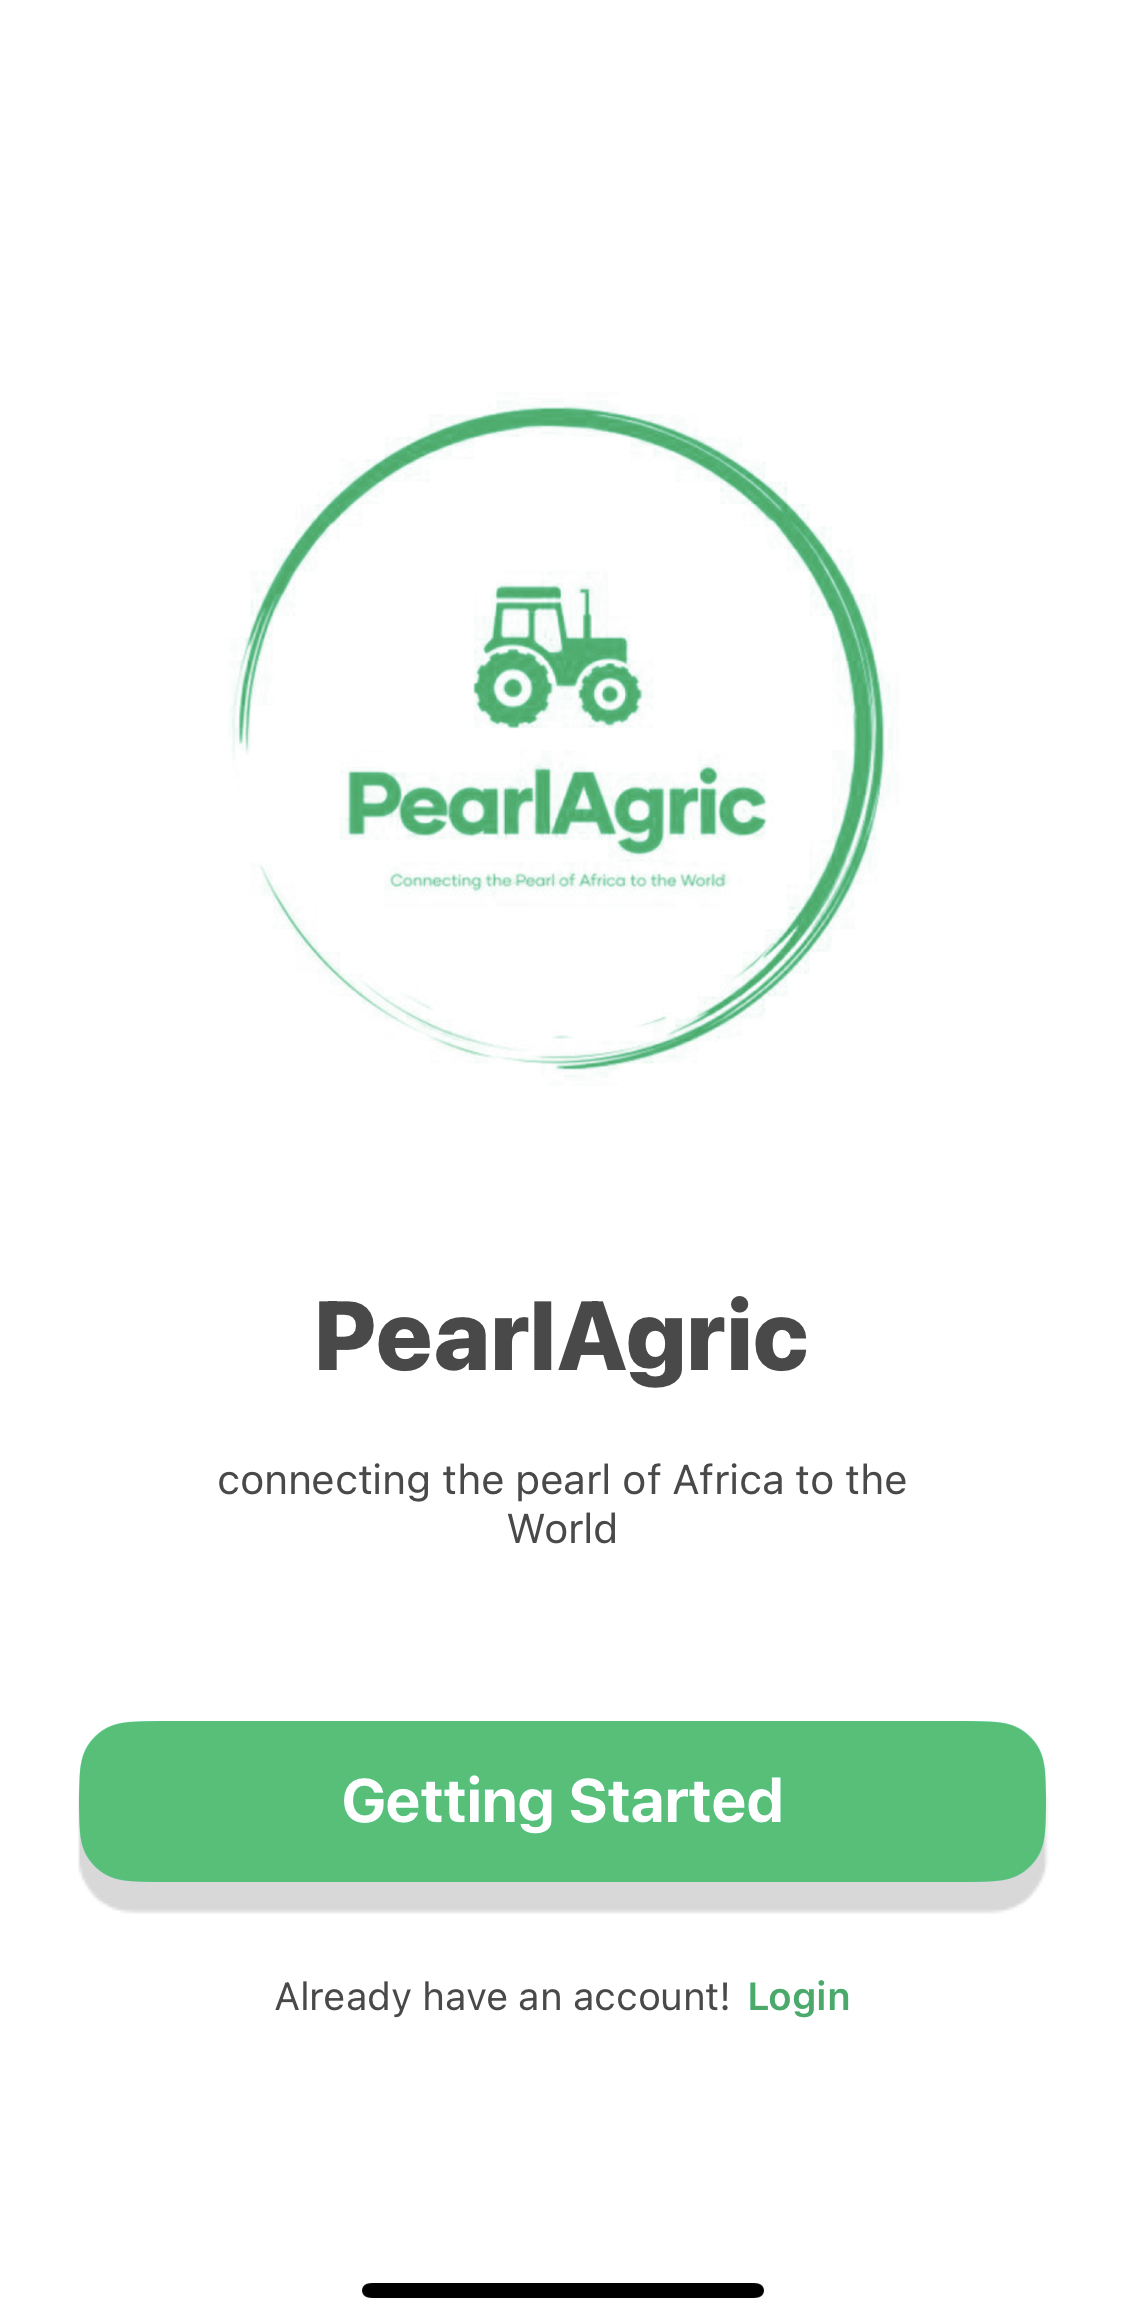 PearlAgric
Connecting the Pearl of Africa to the World
PearlAgric
connecting the pearl of Africa to the
World
Getting Started
Already have an account! Login